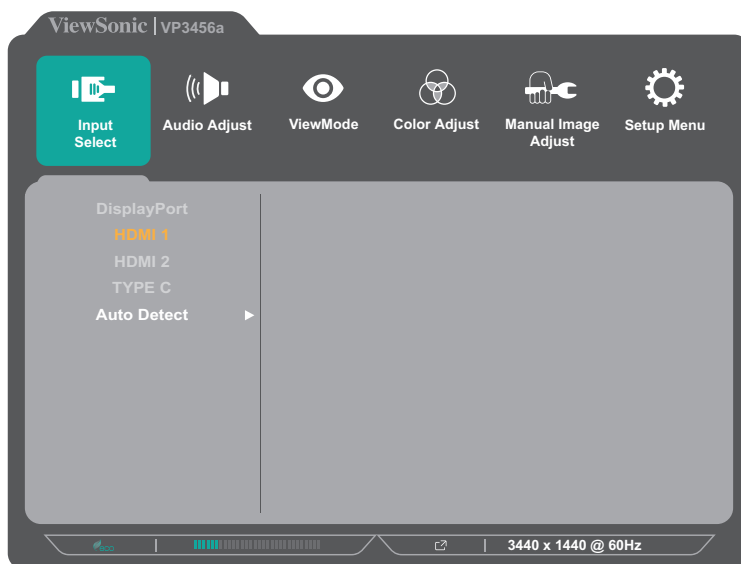 ViewSonic | VP3456a
Input
Select
Audio Adjust
ViewMode
Color Adjust
Manual Image
Adjust
Setup Menu
DisplayPort
HDMI 1
HDMI 2
TYPE C
Auto Detect
eco
3440 x 1440 @ 60Hz